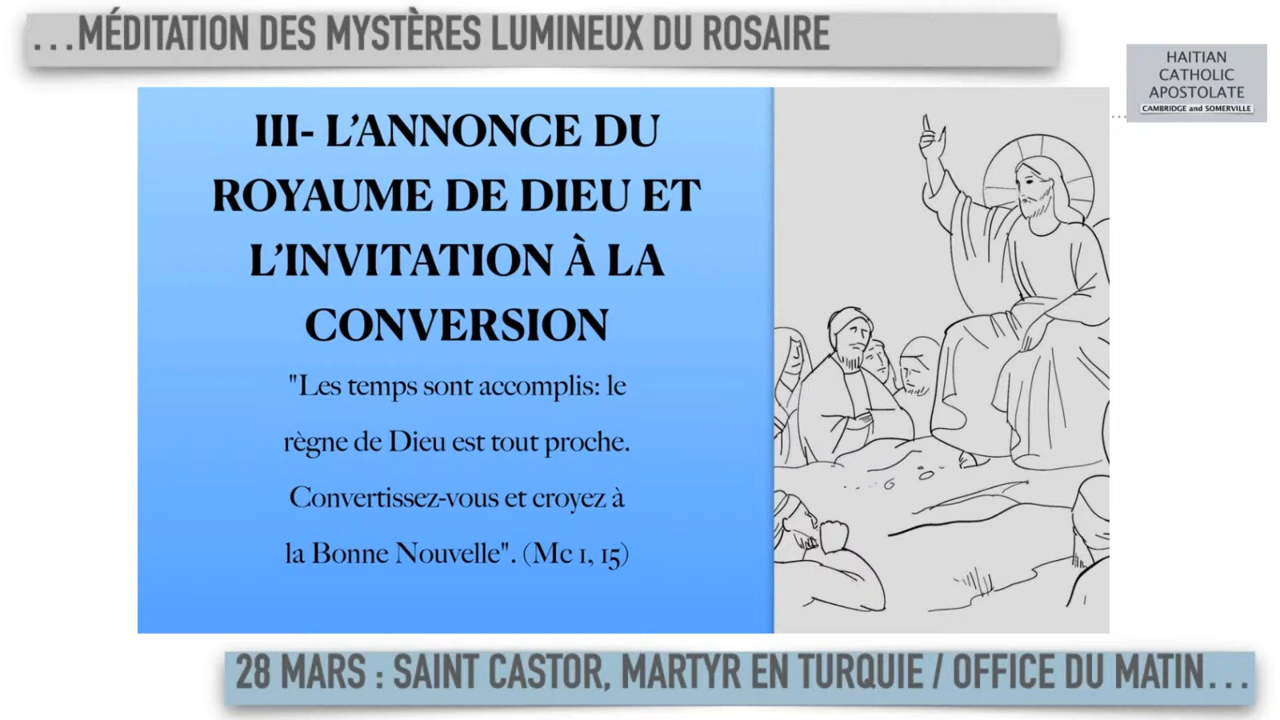 ...MÉDITATION DES MYSTÈRES LUMINEUX DU ROSAIRE
HAITIAN
CATHOLIC
APOSTOLATE
CAMBRIDGE and SOMERVILLE
III- L’ANNONCE DU
ROYAUME DE DIEU ET
L’INVITATION À LA
CONVERSION
"Les temps sont accomplis: le
règne de Dieu est tout proche.
Convertissez-vous et croyez à
la Bonne Nouvelle". (Mc 1, 15)
28 MARS : SAINT CASTOR, MARTYR EN TURQUIE / OFFICE DU MATIN...